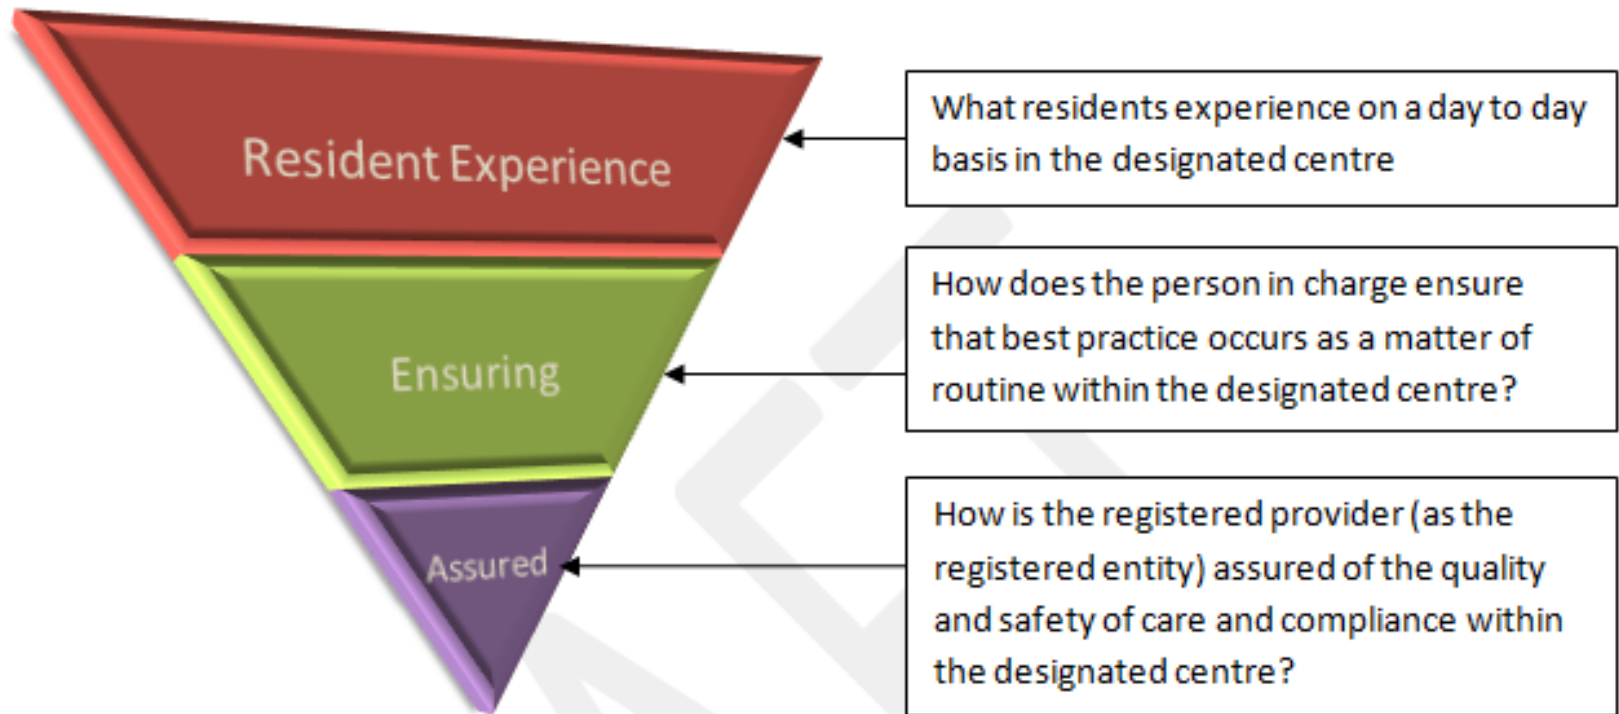 Resident Experience
What residents experience on a day to day
basis in the designated centre
Ensuring
How does the person in charge ensure
that best practice occurs as a matter of
routine within the designated centre?
Assured
How is the registered provider (as the
registered entity) assured of the quality
and safety of care and compliance within
the designated centre?